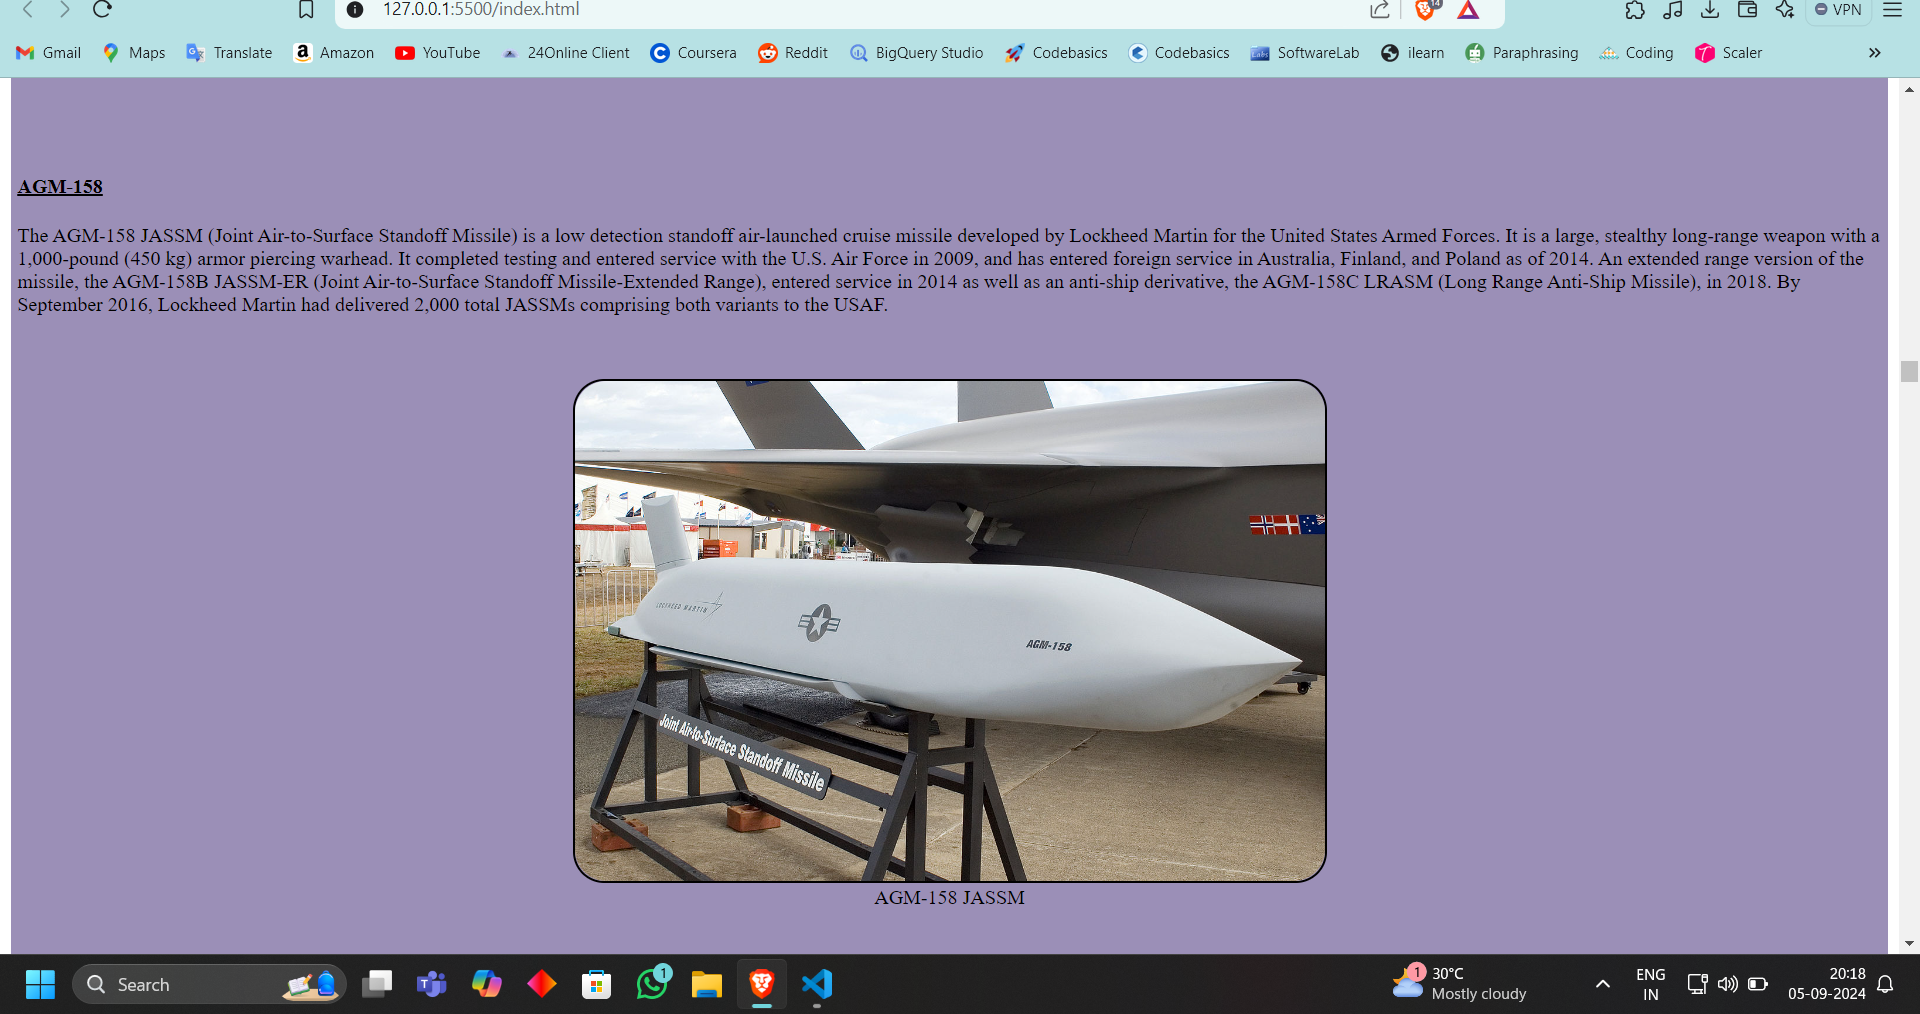 127.0.0.1:5500/index.html
14
VPN
Gmail Maps Translate Amazon YouTube 24Online Client Coursera Reddit BigQuery Studio Codebasics Codebasics SoftwareLab ilearn Paraphrasing Coding Scaler »
AGM-158
The AGM-158 JASSM (Joint Air-to-Surface Standoff Missile) is a low detection standoff air-launched cruise missile developed by Lockheed Martin for the United States Armed Forces. It is a large, stealthy long-range weapon with a
1,000-pound (450 kg) armor piercing warhead. It completed testing and entered service with the U.S. Air Force in 2009, and has entered foreign service in Australia, Finland, and Poland as of 2014. An extended range version of the
missile, the AGM-158B JASSM-ER (Joint Air-to-Surface Standoff Missile-Extended Range), entered service in 2014 as well as an anti-ship derivative, the AGM-158C LRASM (Long Range Anti-Ship Missile), in 2018. By
September 2016, Lockheed Martin had delivered 2,000 total JASSMs comprising both variants to the USAF.
LOCKHEED MARTIN
AGM-158
Joint Air-to-Surface Standoff Missile
AGM-158 JASSM
Search
1
1
30°C
Mostly cloudy
ENG
IN
20:18
05-09-2024